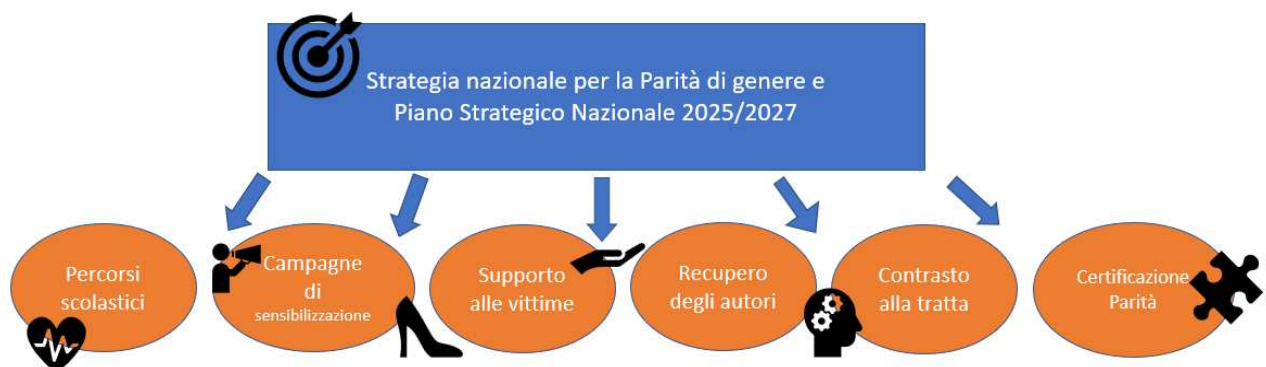 Strategia nazionale per la Parità di genere e
Piano Strategico Nazionale 2025/2027
Percorsi
scolastici
Campagne
di
sensibilizzazione
Supporto
alle vittime
Recupero
degli autori
Contrasto
alla tratta
Certificazione
Parità